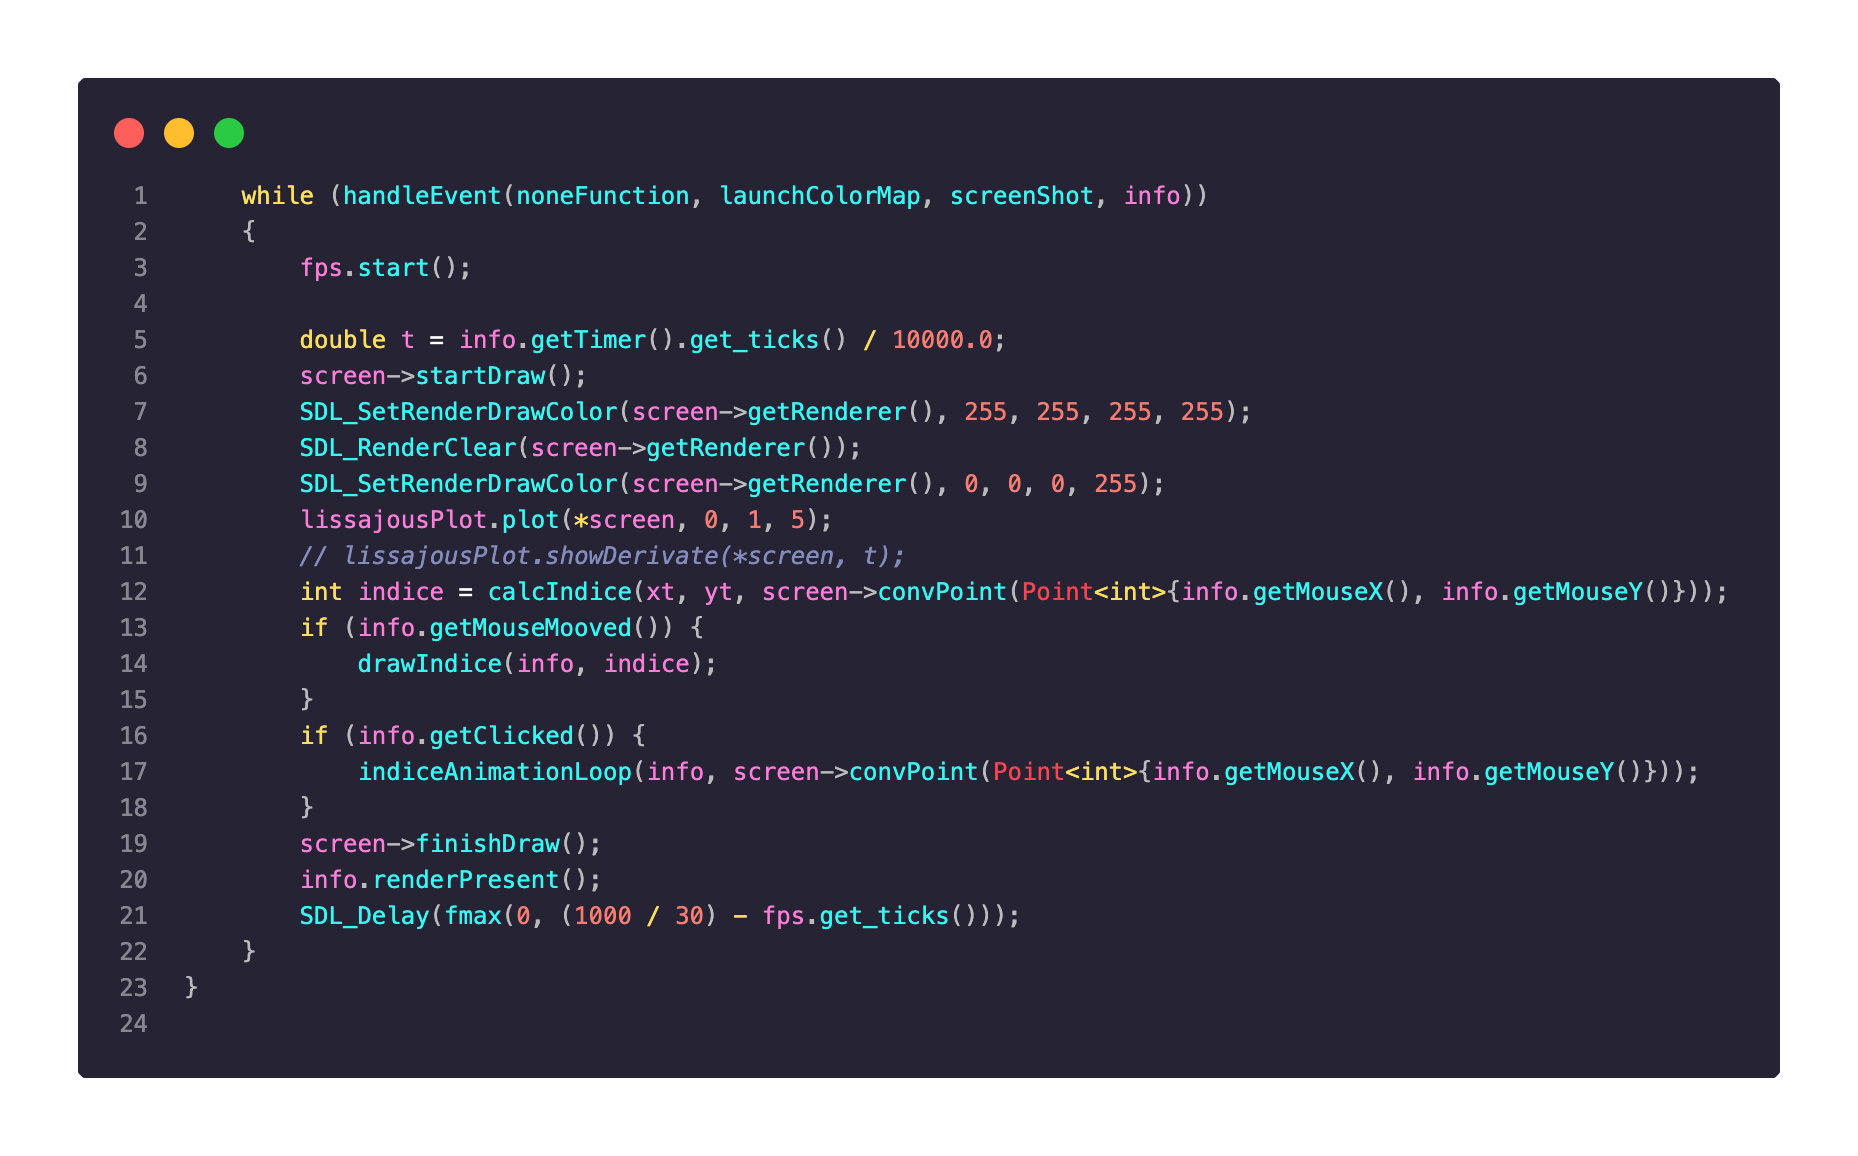 1     while (handleEvent(noneFunction, launchColorMap, screenShot, info))
2     {
3         fps.start();
4
5         double t = info.getTimer().get_ticks() / 10000.0;
6         screen->startDraw();
7         SDL_SetRenderDrawColor(screen->getRenderer(), 255, 255, 255, 255);
8         SDL_RenderClear(screen->getRenderer());
9         SDL_SetRenderDrawColor(screen->getRenderer(), 0, 0, 0, 255);
10         lissajousPlot.plot(*screen, 0, 1, 5);
11         // lissajousPlot.showDerivate(*screen, t);
12         int indice = calcIndice(xt, yt, screen->convPoint(Point<int>{info.getMouseX(), info.getMouseY()}));
13         if (info.getMouseMooved()) {
14             drawIndice(info, indice);
15         }
16         if (info.getClicked()) {
17             indiceAnimationLoop(info, screen->convPoint(Point<int>{info.getMouseX(), info.getMouseY()}));
18         }
19         screen->finishDraw();
20         info.renderPresent();
21         SDL_Delay(fmax(0, (1000 / 30) - fps.get_ticks()));
22     }
23 }
24